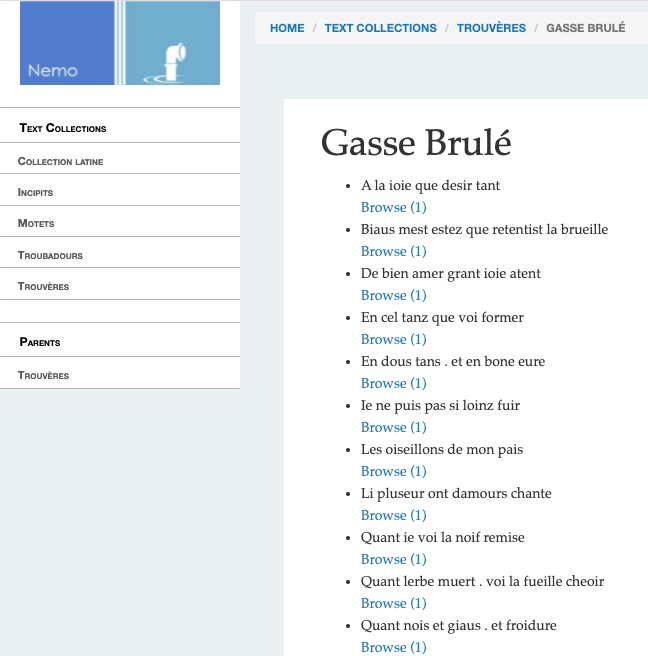 Nemo
TEXT COLLECTIONS
COLLECTION LATINE
INCIPITS
MOTETS
TROUBADOURS
TROUVÈRES
PARENTS
TROUVÈRES
HOME / TEXT COLLECTIONS / TROUVÈRES / GASSE BRULÉ
Gasse Brulé
• A la ioie que desir tant
Browse (1)
• Biaus mest estez que retentist la brueille
Browse (1)
• De bien amer grant ioie atent
Browse (1)
• En cel tanz que voi former
Browse (1)
• En dous tans . et en bone eure
Browse (1)
• Ie ne puis pas si loinz fuir
Browse (1)
• Les oiseillons de mon pais
Browse (1)
• Li pluseur ont damours chante
Browse (1)
• Quant ie voi la noif remise
Browse (1)
• Quant lerbe muert . voi la fueille cheoir
Browse (1)
• Quant nois et giaus . et froidure
Browse (1)